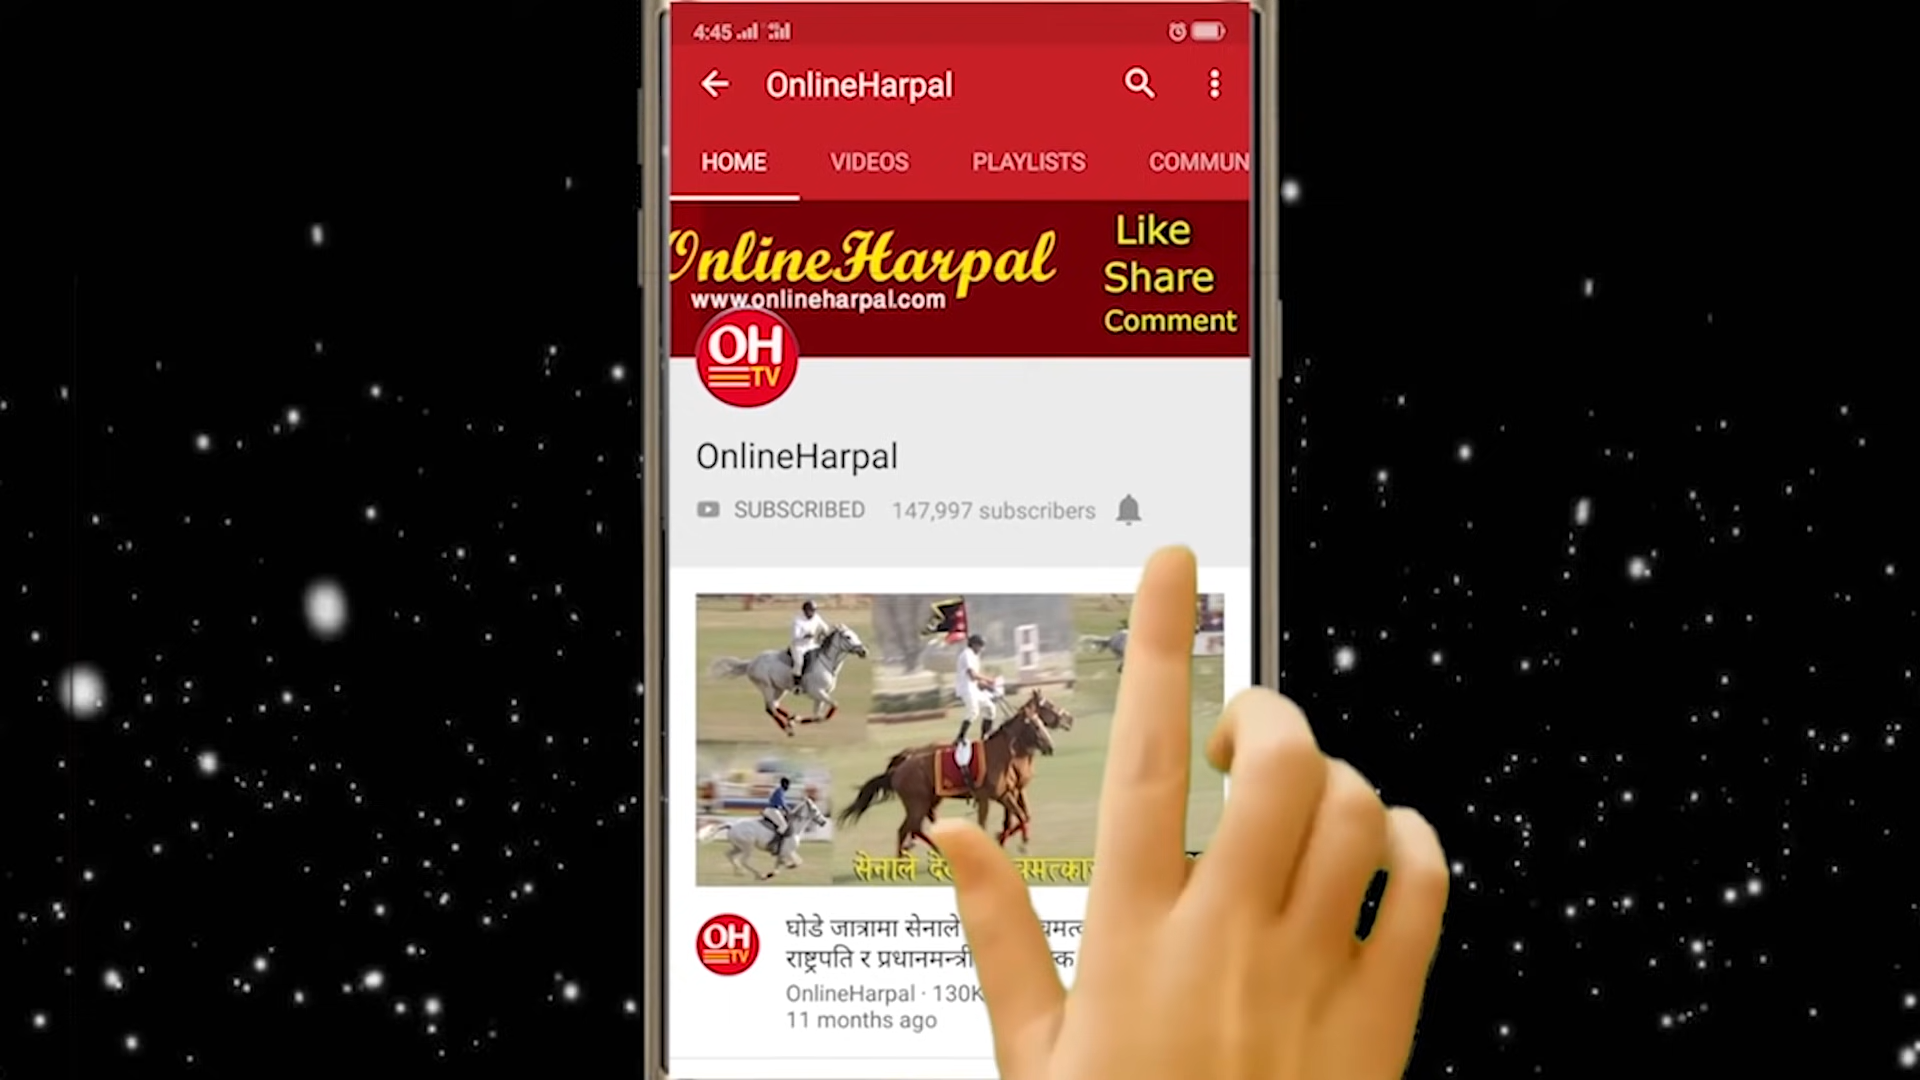 4:45
OnlineHarpal
HOME VIDEOS PLAYLISTS COMMUN
OnlineHarpal
www.onlineharpal.com
Like
Share
Comment
OH
TV
OnlineHarpal
SUBSCRIBED 147,997 subscribers
सेनाले
OH
TV
घोडे जात्रामा सेनाले
राष्ट्रपति र प्रधानमन्त्री
OnlineHarpal · 130K
11 months ago